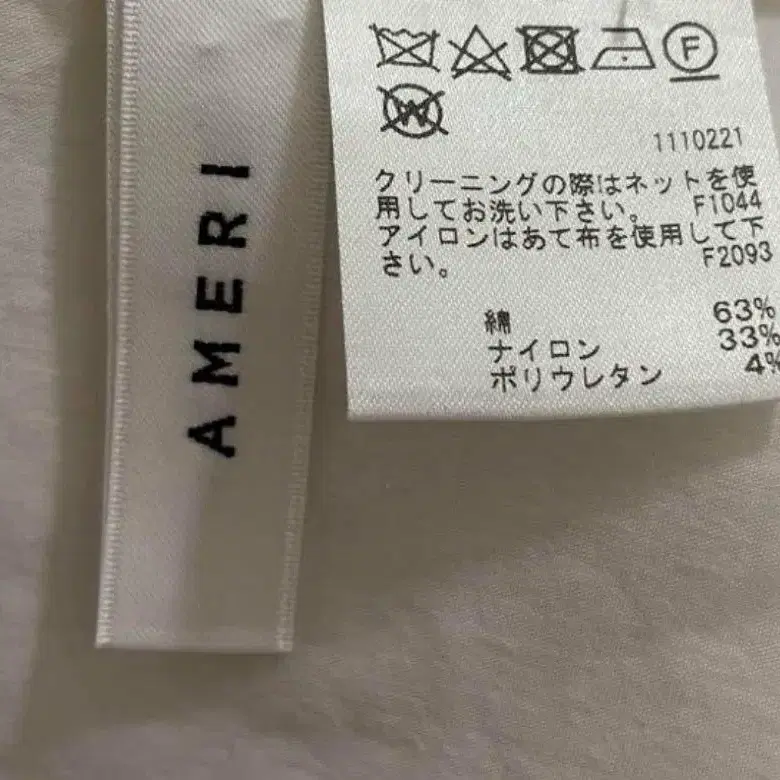 AMERI
F
W
1110221
クリーニングの際はネットを使
用してお洗い下さい。 F1044
アイロンはあて布を使用して下
さい。 F2093
綿 63%
ナイロン 33%
ポリウレタン 4%